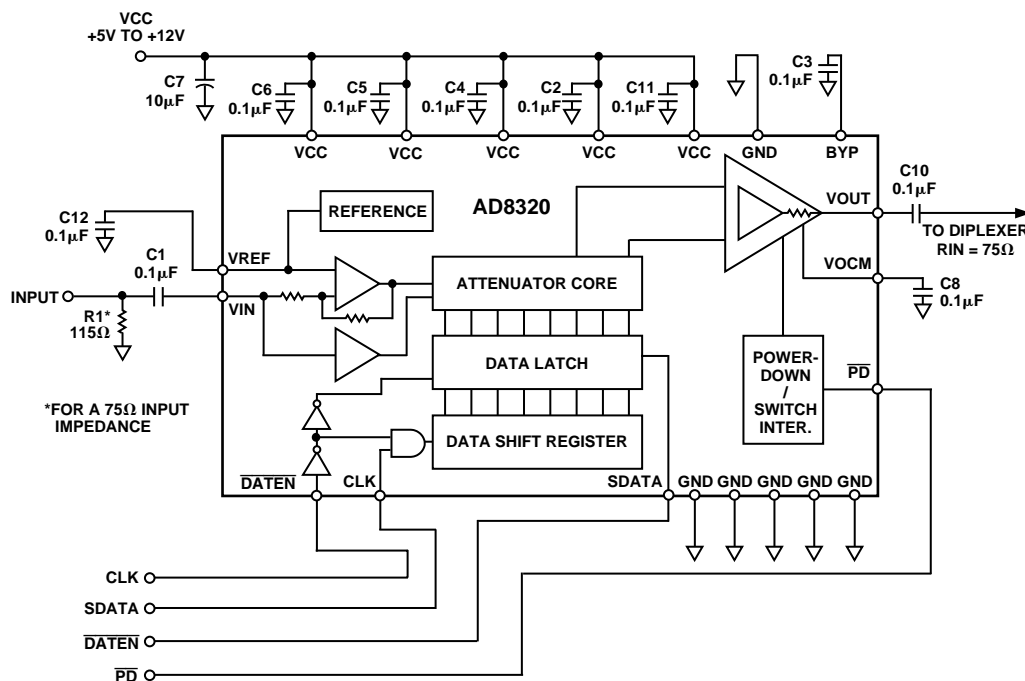 VCC
+5V TO +12V
C7
10µF
C6
0.1µF
C5
0.1µF
C4
0.1µF
C2
0.1µF
C11
0.1µF
C3
0.1µF
VCC
VCC
VCC
VCC
VCC
GND
BYP
C12
0.1µF
REFERENCE
AD8320
VOUT
C10
0.1µF
TO DIPLEXER
RIN = 75Ω
VREF
C1
0.1µF
INPUT
VIN
R1*
115Ω
ATTENUATOR CORE
VOCM
C8
0.1µF
DATA LATCH
POWER-
DOWN
/
SWITCH
INTER.
PD
*FOR A 75Ω INPUT
IMPEDANCE
DATA SHIFT REGISTER
DATEN
CLK
SDATA
GND
GND
GND
GND
GND
CLK
SDATA
DATEN
PD